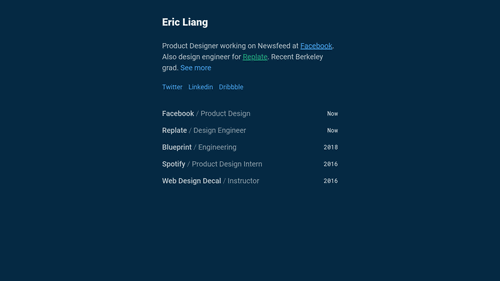 Eric Liang
Product Designer working on Newsfeed at Facebook.
Also design engineer for Replate. Recent Berkeley
grad. See more
Twitter Linkedin Dribbble
Facebook / Product Design Now
Replate / Design Engineer Now
Blueprint / Engineering 2018
Spotify / Product Design Intern 2016
Web Design Decal / Instructor 2016